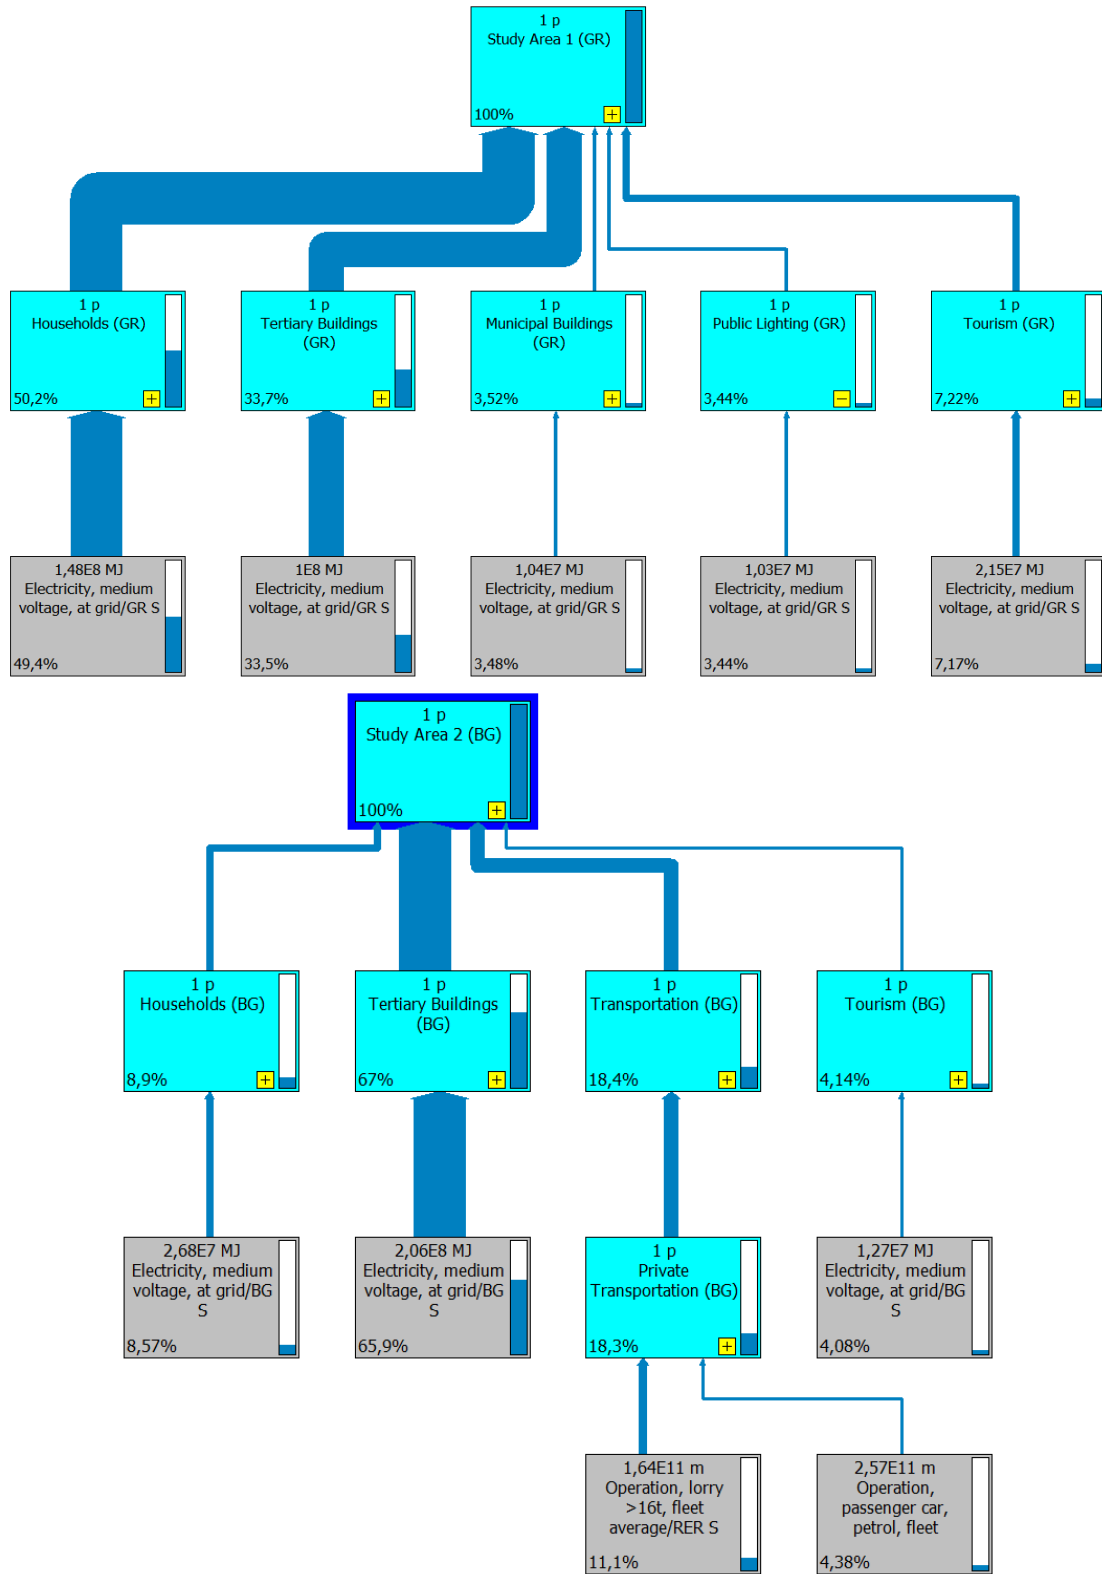 1 p
Study Area 1 (GR)
100%
+
1 p
Households (GR)
50,2%
+
1 p
Tertiary Buildings
(GR)
33,7%
+
1 p
Municipal Buildings
(GR)
3,52%
+
1 p
Public Lighting (GR)
3,44%
−
1 p
Tourism (GR)
7,22%
+
1,48E8 MJ
Electricity, medium
voltage, at grid/GR S
49,4%
1E8 MJ
Electricity, medium
voltage, at grid/GR S
33,5%
1,04E7 MJ
Electricity, medium
voltage, at grid/GR S
3,48%
1,03E7 MJ
Electricity, medium
voltage, at grid/GR S
3,44%
2,15E7 MJ
Electricity, medium
voltage, at grid/GR S
7,17%
1 p
Study Area 2 (BG)
100%
+
1 p
Households (BG)
8,9%
+
1 p
Tertiary Buildings
(BG)
67%
+
1 p
Transportation (BG)
18,4%
+
1 p
Tourism (BG)
4,14%
+
2,68E7 MJ
Electricity, medium
voltage, at grid/BG
S
8,57%
2,06E8 MJ
Electricity, medium
voltage, at grid/BG
S
65,9%
1 p
Private
Transportation (BG)
18,3%
+
1,27E7 MJ
Electricity, medium
voltage, at grid/BG
S
4,08%
1,64E11 m
Operation, lorry
>16t, fleet
average/RER S
11,1%
2,57E11 m
Operation,
passenger car,
petrol, fleet
4,38%